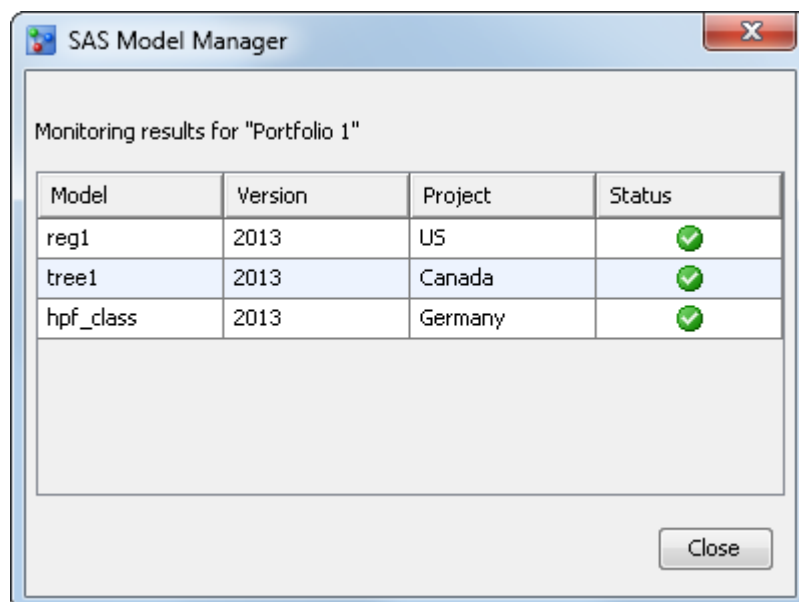 SAS Model Manager
Monitoring results for "Portfolio 1"
Model Version Project Status
reg1 2013 US
tree1 2013 Canada
hpf_class 2013 Germany
Close